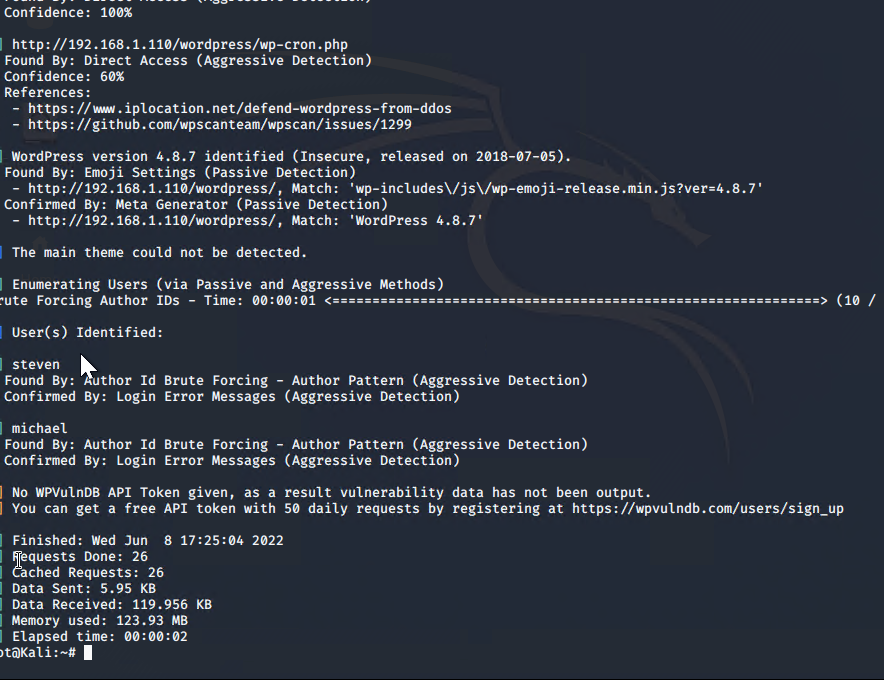 Confidence: 100%
http://192.168.1.110/wordpress/wp-cron.php
Found By: Direct Access (Aggressive Detection)
Confidence: 60%
References:
- https://www.iplocation.net/defend-wordpress-from-ddos
- https://github.com/wpscanteam/wpscan/issues/1299
WordPress version 4.8.7 identified (Insecure, released on 2018-07-05).
Found By: Emoji Settings (Passive Detection)
- http://192.168.1.110/wordpress/, Match: 'wp-includes\/js\/wp-emoji-release.min.js?ver=4.8.7'
Confirmed By: Meta Generator (Passive Detection)
- http://192.168.1.110/wordpress/, Match: 'WordPress 4.8.7'
The main theme could not be detected.
Enumerating Users (via Passive and Aggressive Methods)
rute Forcing Author IDs - Time: 00:00:01 <=============================================================> (10 /
User(s) Identified:
steven
Found By: Author Id Brute Forcing - Author Pattern (Aggressive Detection)
Confirmed By: Login Error Messages (Aggressive Detection)
michael
Found By: Author Id Brute Forcing - Author Pattern (Aggressive Detection)
Confirmed By: Login Error Messages (Aggressive Detection)
No WPVulnDB API Token given, as a result vulnerability data has not been output.
You can get a free API token with 50 daily requests by registering at https://wpvulndb.com/users/sign_up
Finished: Wed Jun  8 17:25:04 2022
Requests Done: 26
Cached Requests: 26
Data Sent: 5.95 KB
Data Received: 119.956 KB
Memory used: 123.93 MB
Elapsed time: 00:00:02
ot@Kali:~#